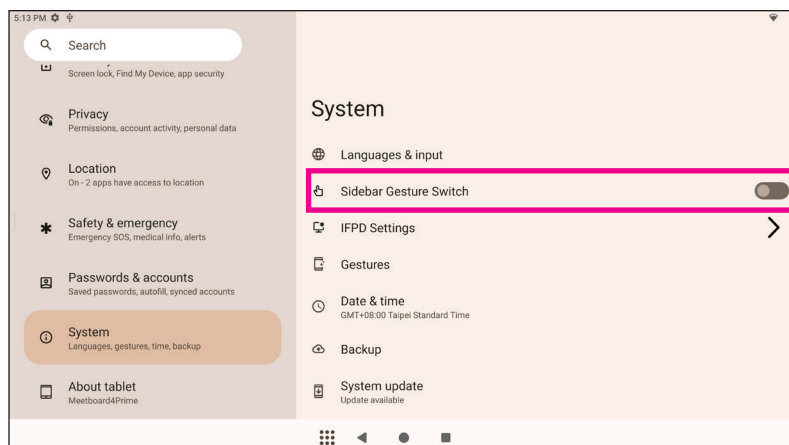 5:13 PM
Search
Screen lock, Find My Device, app security
Privacy
Permissions, account activity, personal data
Location
On - 2 apps have access to location
Safety & emergency
Emergency SOS, medical info, alerts
Passwords & accounts
Saved passwords, autofill, synced accounts
System
Languages, gestures, time, backup
About tablet
Meetboard4Prime
System
Languages & input
Sidebar Gesture Switch
IFPD Settings
Gestures
Date & time
GMT+08:00 Taipei Standard Time
Backup
System update
Update available